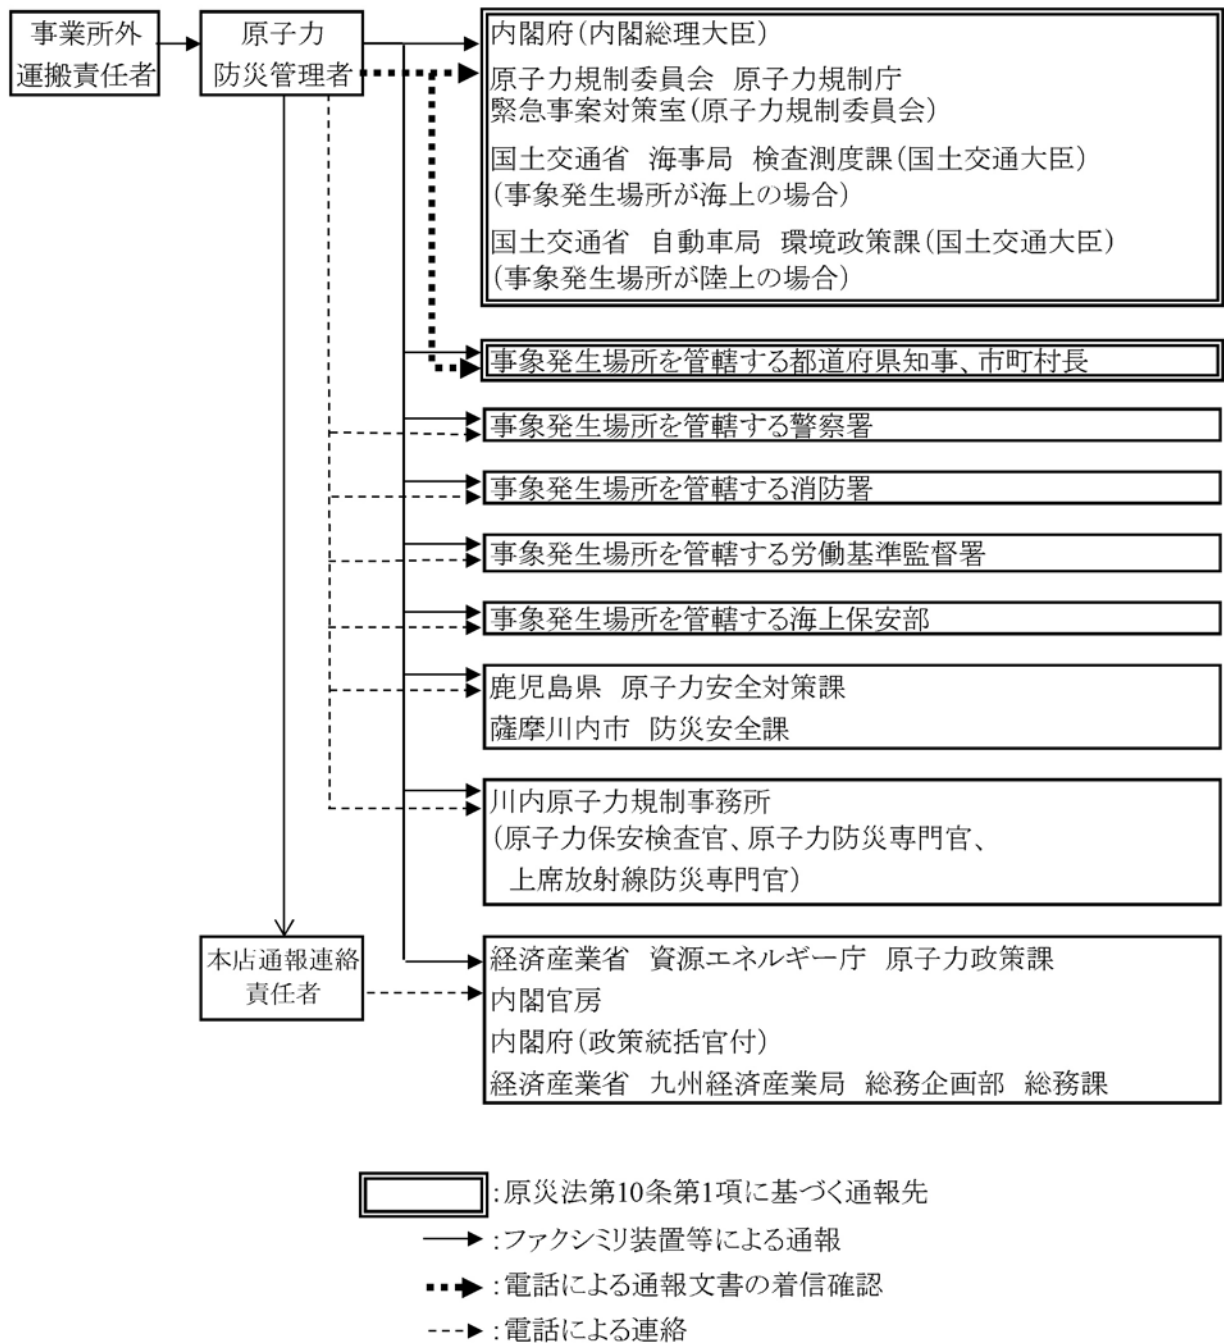 事業所外
運搬責任者
原子力
防災管理者
内閣府(内閣総理大臣)
原子力規制委員会 原子力規制庁
緊急事案対策室(原子力規制委員会)
国土交通省 海事局 検査測度課(国土交通大臣)
(事象発生場所が海上の場合)
国土交通省 自動車局 環境政策課(国土交通大臣)
(事象発生場所が陸上の場合)
事象発生場所を管轄する都道府県知事、市町村長
事象発生場所を管轄する警察署
事象発生場所を管轄する消防署
事象発生場所を管轄する労働基準監督署
事象発生場所を管轄する海上保安部
鹿児島県 原子力安全対策課
薩摩川内市 防災安全課
川内原子力規制事務所
(原子力保安検査官、原子力防災専門官、
上席放射線防災専門官)
本店通報連絡
責任者
経済産業省 資源エネルギー庁 原子力政策課
内閣官房
内閣府(政策統括官付)
経済産業省 九州経済産業局 総務企画部 総務課
:原災法第10条第1項に基づく通報先
:ファクシミリ装置等による通報
:電話による通報文書の着信確認
:電話による連絡